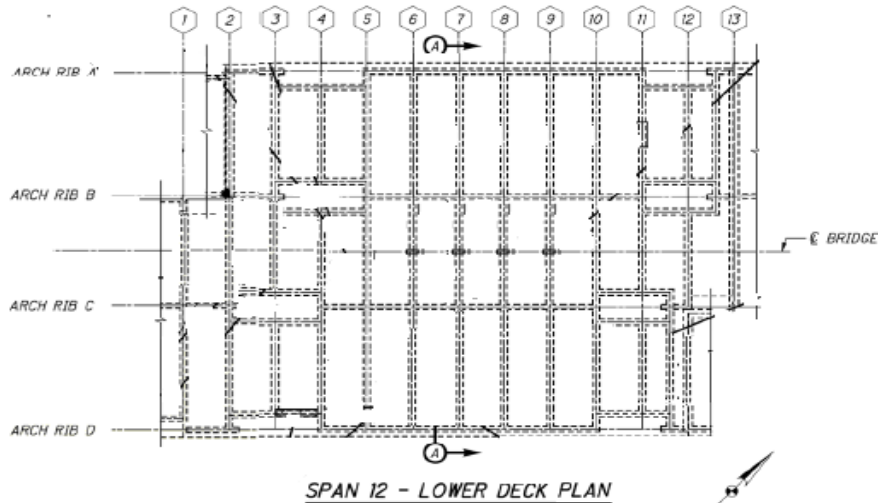 1 2 3 4 5 6 7 8 9 10 11 12 13
A
ARCH RIB A
ARCH RIB B
℄ BRIDGE
ARCH RIB C
ARCH RIB D
A
SPAN 12 - LOWER DECK PLAN